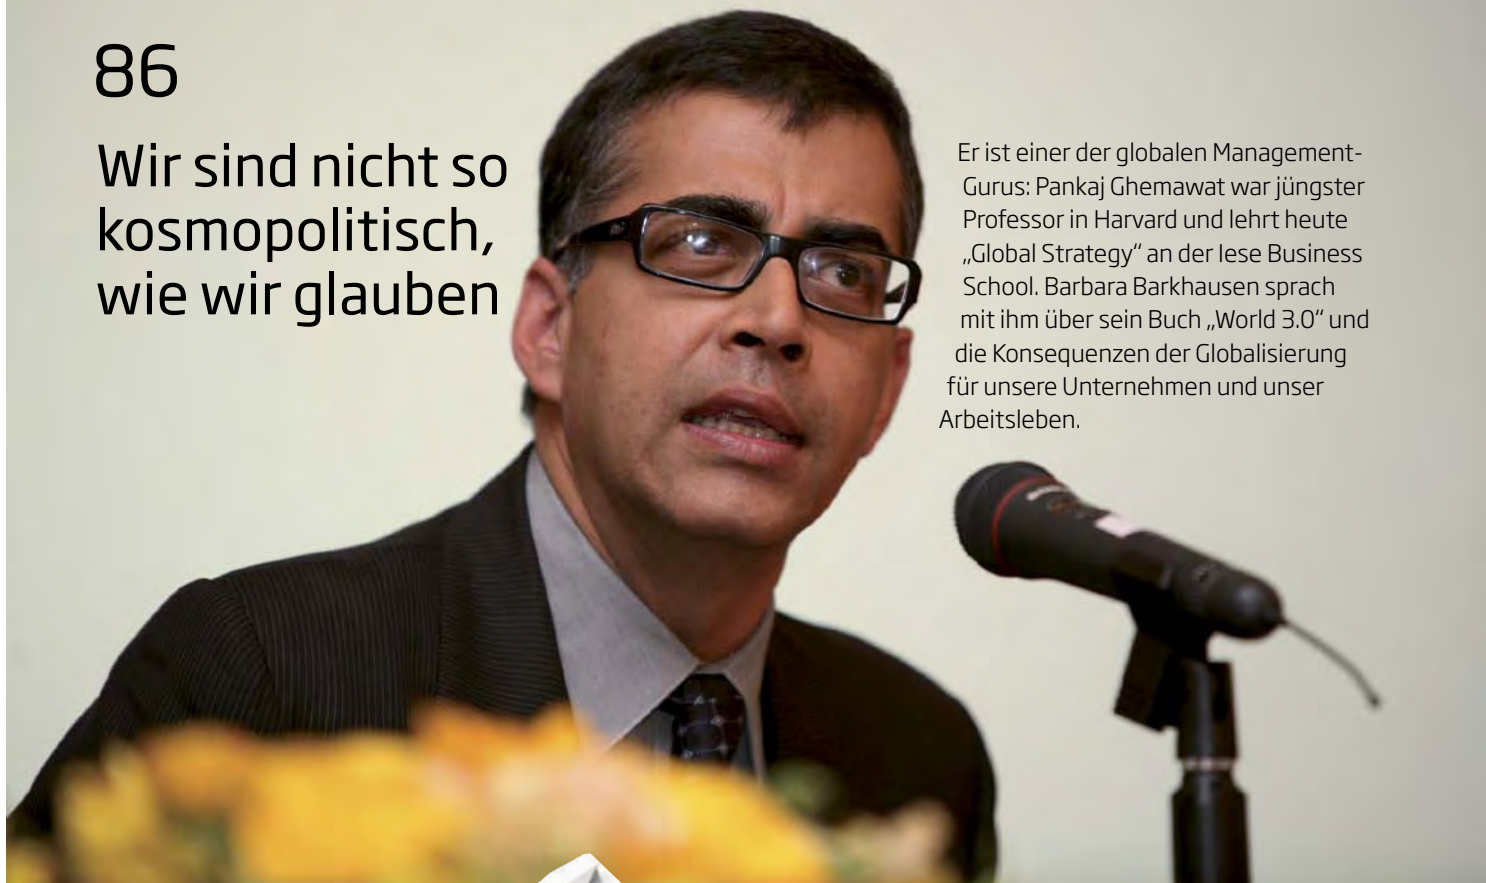 86
Wir sind nicht so
kosmopolitisch,
wie wir glauben
Er ist einer der globalen Management-
Gurus: Pankaj Ghemawat war jüngster
Professor in Harvard und lehrt heute
„Global Strategy“ an der Iese Business
School. Barbara Barkhausen sprach
mit ihm über sein Buch „World 3.0“ und
die Konsequenzen der Globalisierung
für unsere Unternehmen und unser
Arbeitsleben.